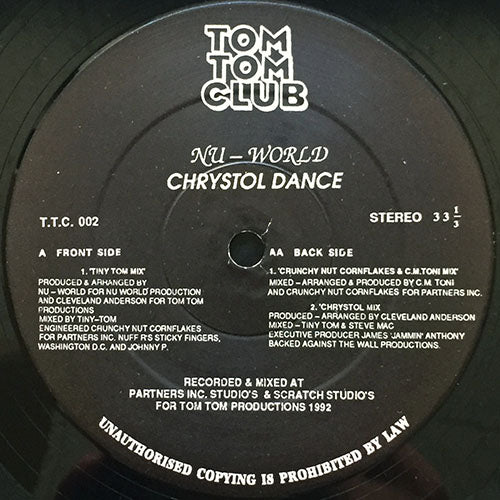 TOM
TOM
CLUB
NU – WORLD
CHRYSTOL DANCE
T.T.C. 002
STEREO 33 1/3
A FRONT SIDE
1. 'TINY TOM MIX'
PRODUCED & ARHANGED BY
NU – WORLD FOR NU WORLD PRODUCTION
AND CLEVELAND ANDERSON FOR TOM TOM
PRODUCTIONS
MIXED BY TINY–TOM
ENGINEERED CRUNCHY NUT CORNFLAKES
FOR PARTNERS INC. NUFF R'S STICKY FINGERS,
WASHINGTON D.C. AND JOHNNY P.
AA BACK SIDE
1. 'CRUNCHY NUT CORNFLAKES & C.M.TONI MIX'
MIXED – ARRANGED & PRODUCED BY C.M. TONI
AND CRUNCHY NUT CORNFLAKES FOR PARTNERS INC.
2. 'CHRYSTOL MIX
PRODUCED – ARRANGED BY CLEVELAND ANDERSON
MIXED – TINY TOM & STEVE MAC
EXECUTIVE PRODUCER JAMES 'JAMMIN' ANTHONY
BACKED AGAINST THE WALL PRODUCTIONS.
RECORDED & MIXED AT
PARTNERS INC. STUDIO'S & SCRATCH STUDIO'S
FOR TOM TOM PRODUCTIONS 1992
UNAUTHORISED COPYING IS PROHIBITED BY LAW